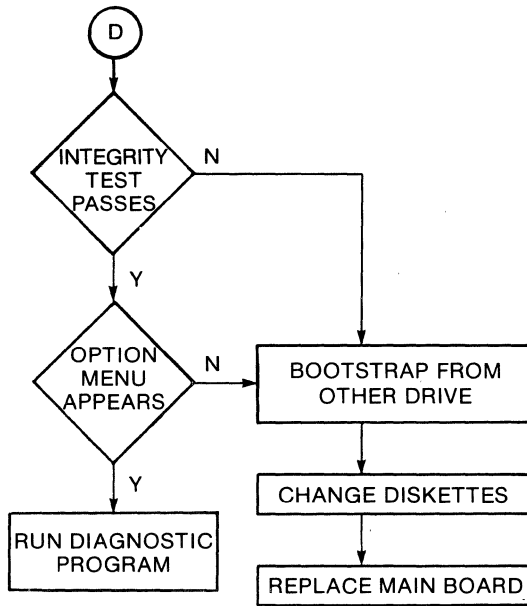 D
INTEGRITY
TEST
PASSES
N
Y
OPTION
MENU
APPEARS
N
BOOTSTRAP FROM
OTHER DRIVE
Y
CHANGE DISKETTES
RUN DIAGNOSTIC
PROGRAM
REPLACE MAIN BOARD